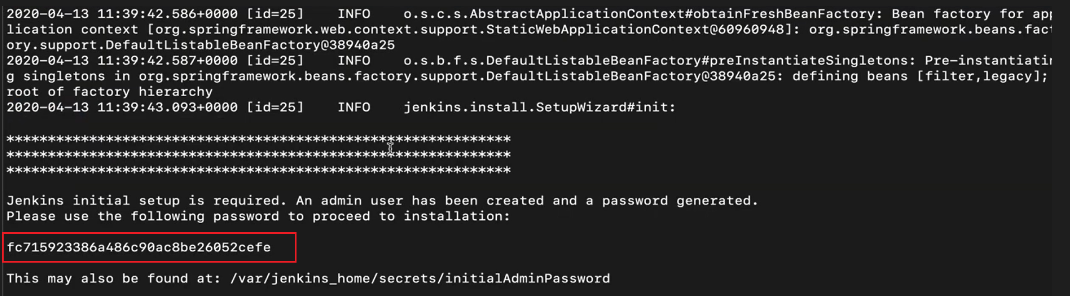 2020-04-13 11:39:42.586+0000 [id=25]    INFO    o.s.c.s.AbstractApplicationContext#obtainFreshBeanFactory: Bean factory for app
lication context [org.springframework.web.context.support.StaticWebApplicationContext@60960948]: org.springframework.beans.fact
ory.support.DefaultListableBeanFactory@38940a25
2020-04-13 11:39:42.587+0000 [id=25]    INFO    o.s.b.f.s.DefaultListableBeanFactory#preInstantiateSingletons: Pre-instantiatin
g singletons in org.springframework.beans.factory.support.DefaultListableBeanFactory@38940a25: defining beans [filter,legacy];
root of factory hierarchy
2020-04-13 11:39:43.093+0000 [id=25]    INFO    jenkins.install.SetupWizard#init:
*************************************************************
*************************************************************
*************************************************************
Jenkins initial setup is required. An admin user has been created and a password generated.
Please use the following password to proceed to installation:
fc715923386a486c90ac8be26052cefe
This may also be found at: /var/jenkins_home/secrets/initialAdminPassword